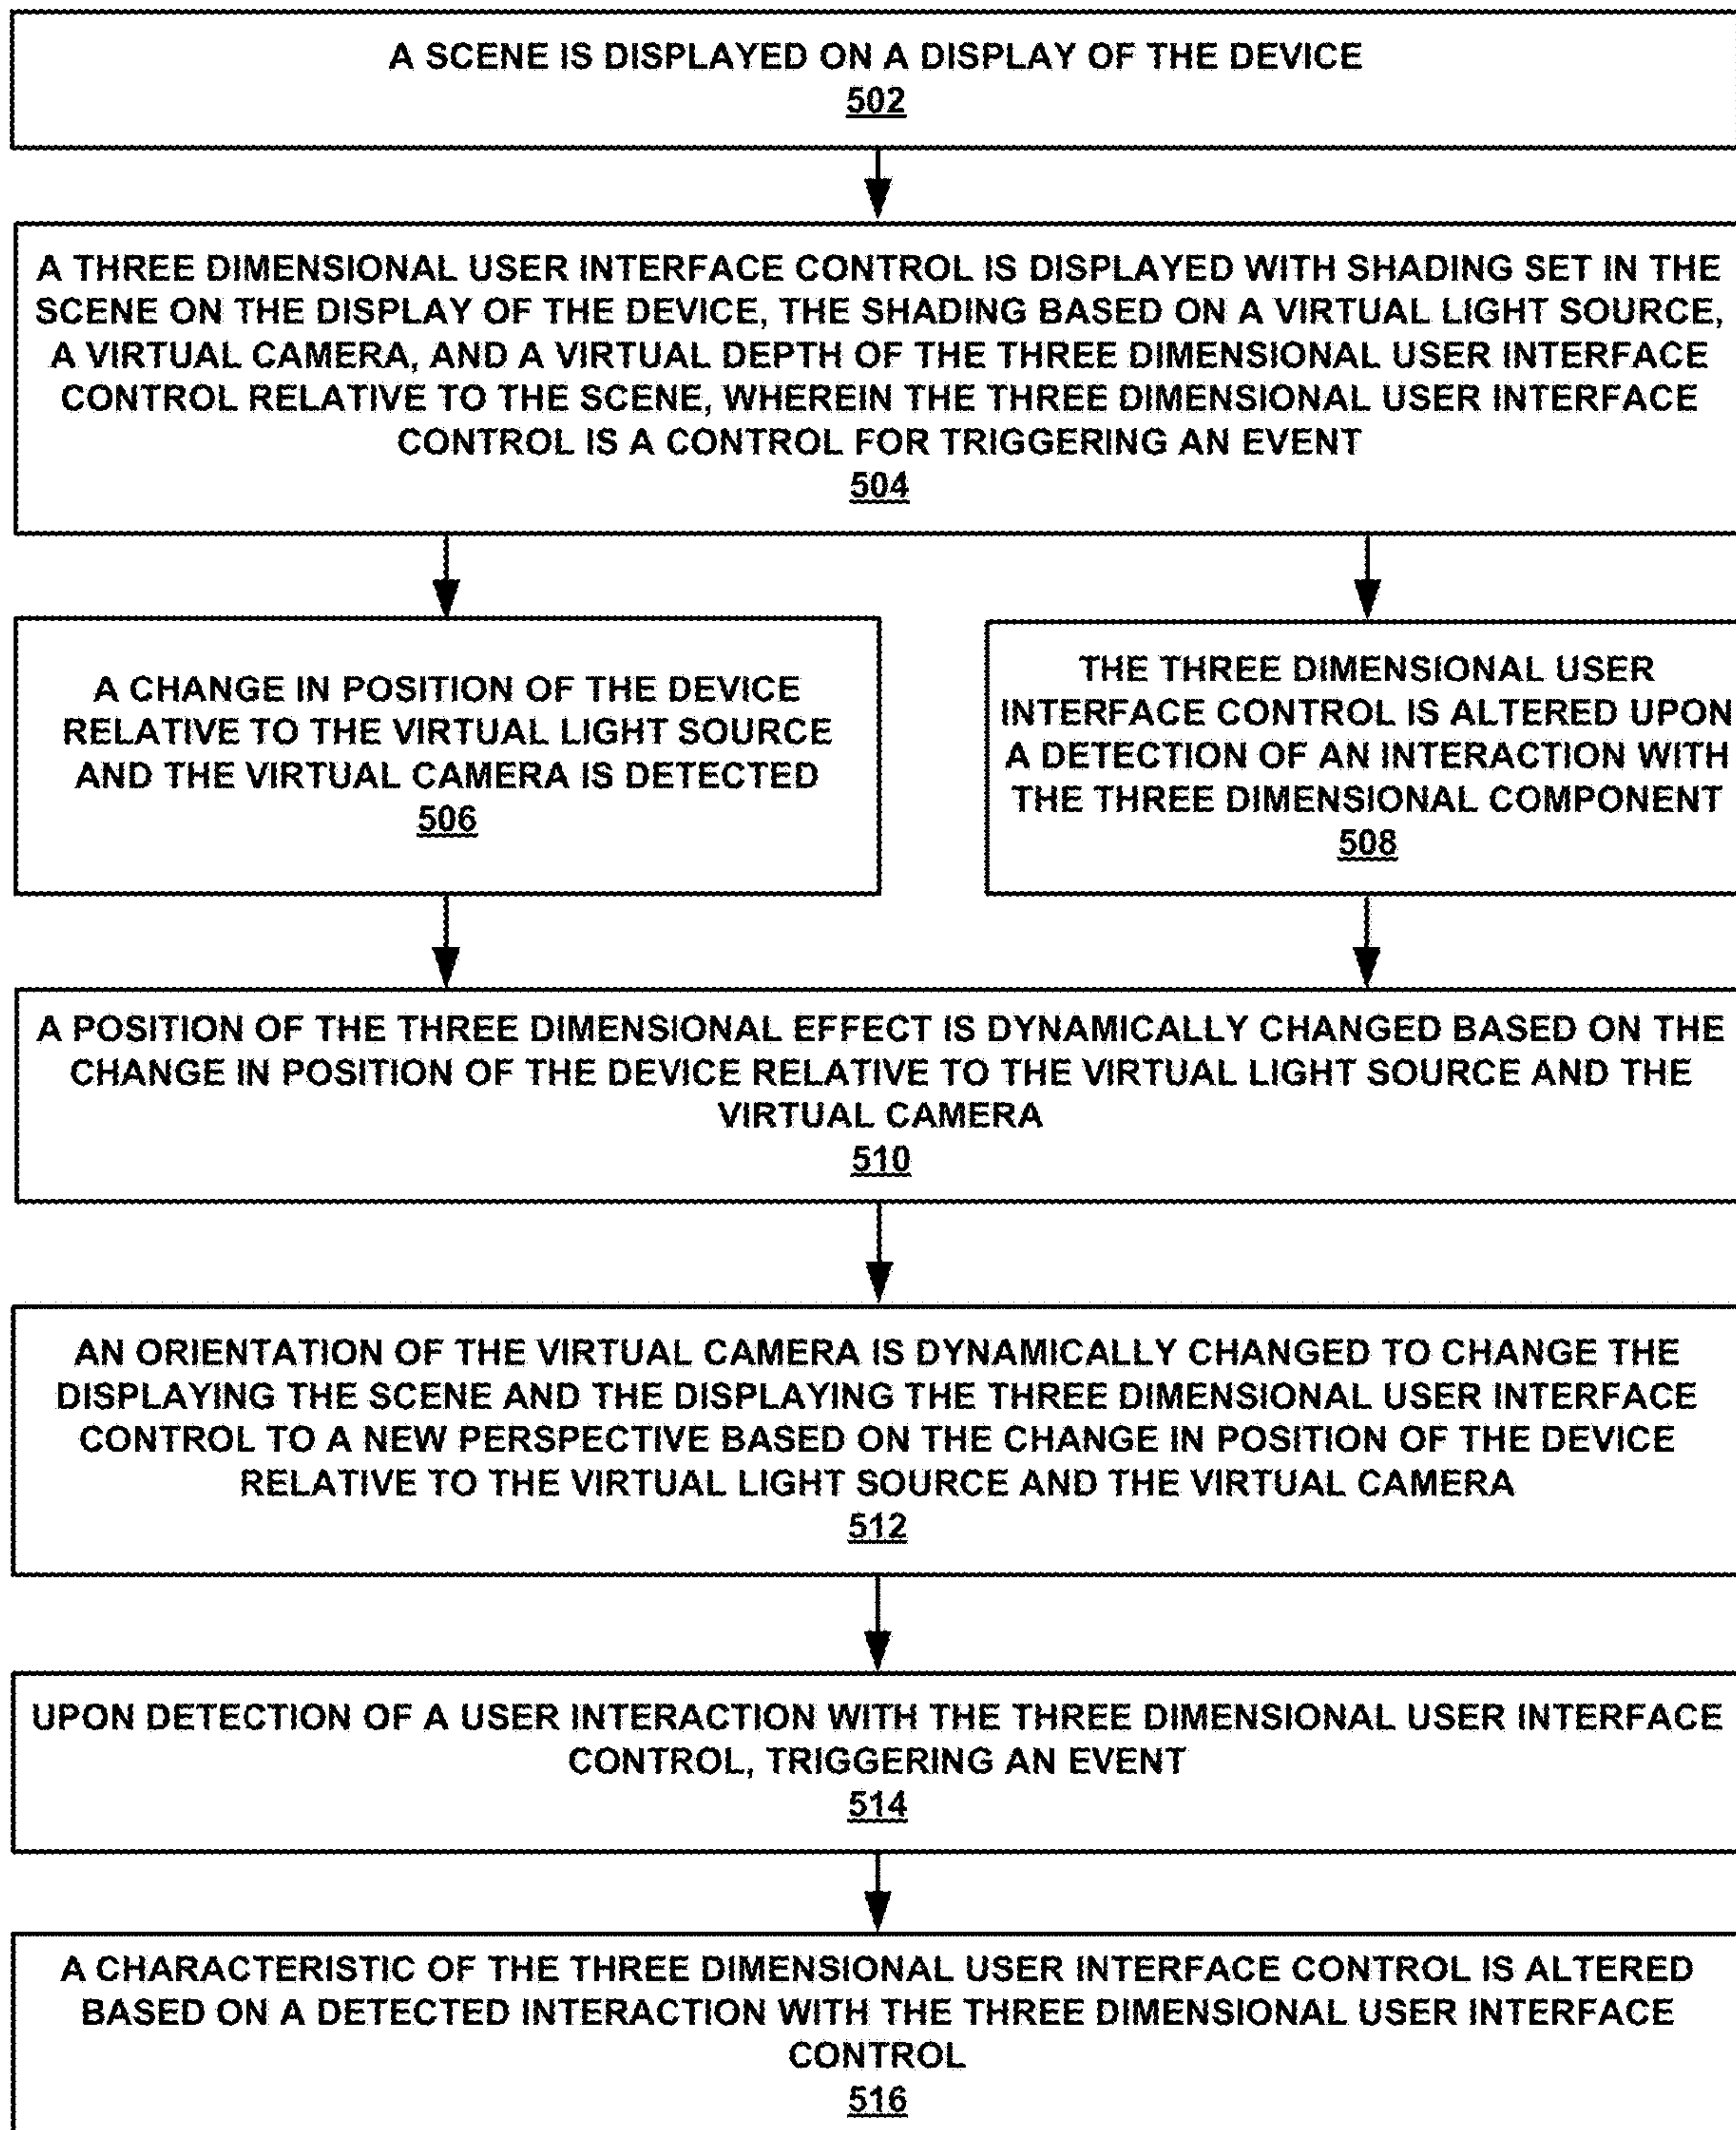 A SCENE IS DISPLAYED ON A DISPLAY OF THE DEVICE
502
A THREE DIMENSIONAL USER INTERFACE CONTROL IS DISPLAYED WITH SHADING SET IN THE
SCENE ON THE DISPLAY OF THE DEVICE, THE SHADING BASED ON A VIRTUAL LIGHT SOURCE,
A VIRTUAL CAMERA, AND A VIRTUAL DEPTH OF THE THREE DIMENSIONAL USER INTERFACE
CONTROL RELATIVE TO THE SCENE, WHEREIN THE THREE DIMENSIONAL USER INTERFACE
CONTROL IS A CONTROL FOR TRIGGERING AN EVENT
504
A CHANGE IN POSITION OF THE DEVICE
RELATIVE TO THE VIRTUAL LIGHT SOURCE
AND THE VIRTUAL CAMERA IS DETECTED
506
THE THREE DIMENSIONAL USER
INTERFACE CONTROL IS ALTERED UPON
A DETECTION OF AN INTERACTION WITH
THE THREE DIMENSIONAL COMPONENT
508
A POSITION OF THE THREE DIMENSIONAL EFFECT IS DYNAMICALLY CHANGED BASED ON THE
CHANGE IN POSITION OF THE DEVICE RELATIVE TO THE VIRTUAL LIGHT SOURCE AND THE
VIRTUAL CAMERA
510
AN ORIENTATION OF THE VIRTUAL CAMERA IS DYNAMICALLY CHANGED TO CHANGE THE
DISPLAYING THE SCENE AND THE DISPLAYING THE THREE DIMENSIONAL USER INTERFACE
CONTROL TO A NEW PERSPECTIVE BASED ON THE CHANGE IN POSITION OF THE DEVICE
RELATIVE TO THE VIRTUAL LIGHT SOURCE AND THE VIRTUAL CAMERA
512
UPON DETECTION OF A USER INTERACTION WITH THE THREE DIMENSIONAL USER INTERFACE
CONTROL, TRIGGERING AN EVENT
514
A CHARACTERISTIC OF THE THREE DIMENSIONAL USER INTERFACE CONTROL IS ALTERED
BASED ON A DETECTED INTERACTION WITH THE THREE DIMENSIONAL USER INTERFACE
CONTROL
516